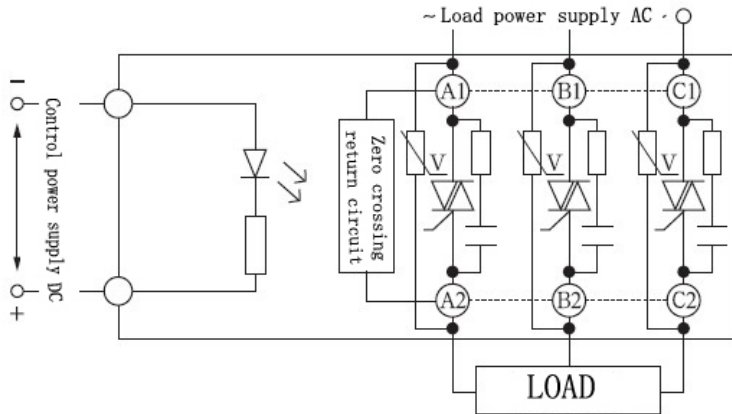 ~ Load power supply AC ~
A1
B1
C1
Control power supply DC
Zero crossing
return circuit
V
V
V
A2
B2
C2
+
LOAD